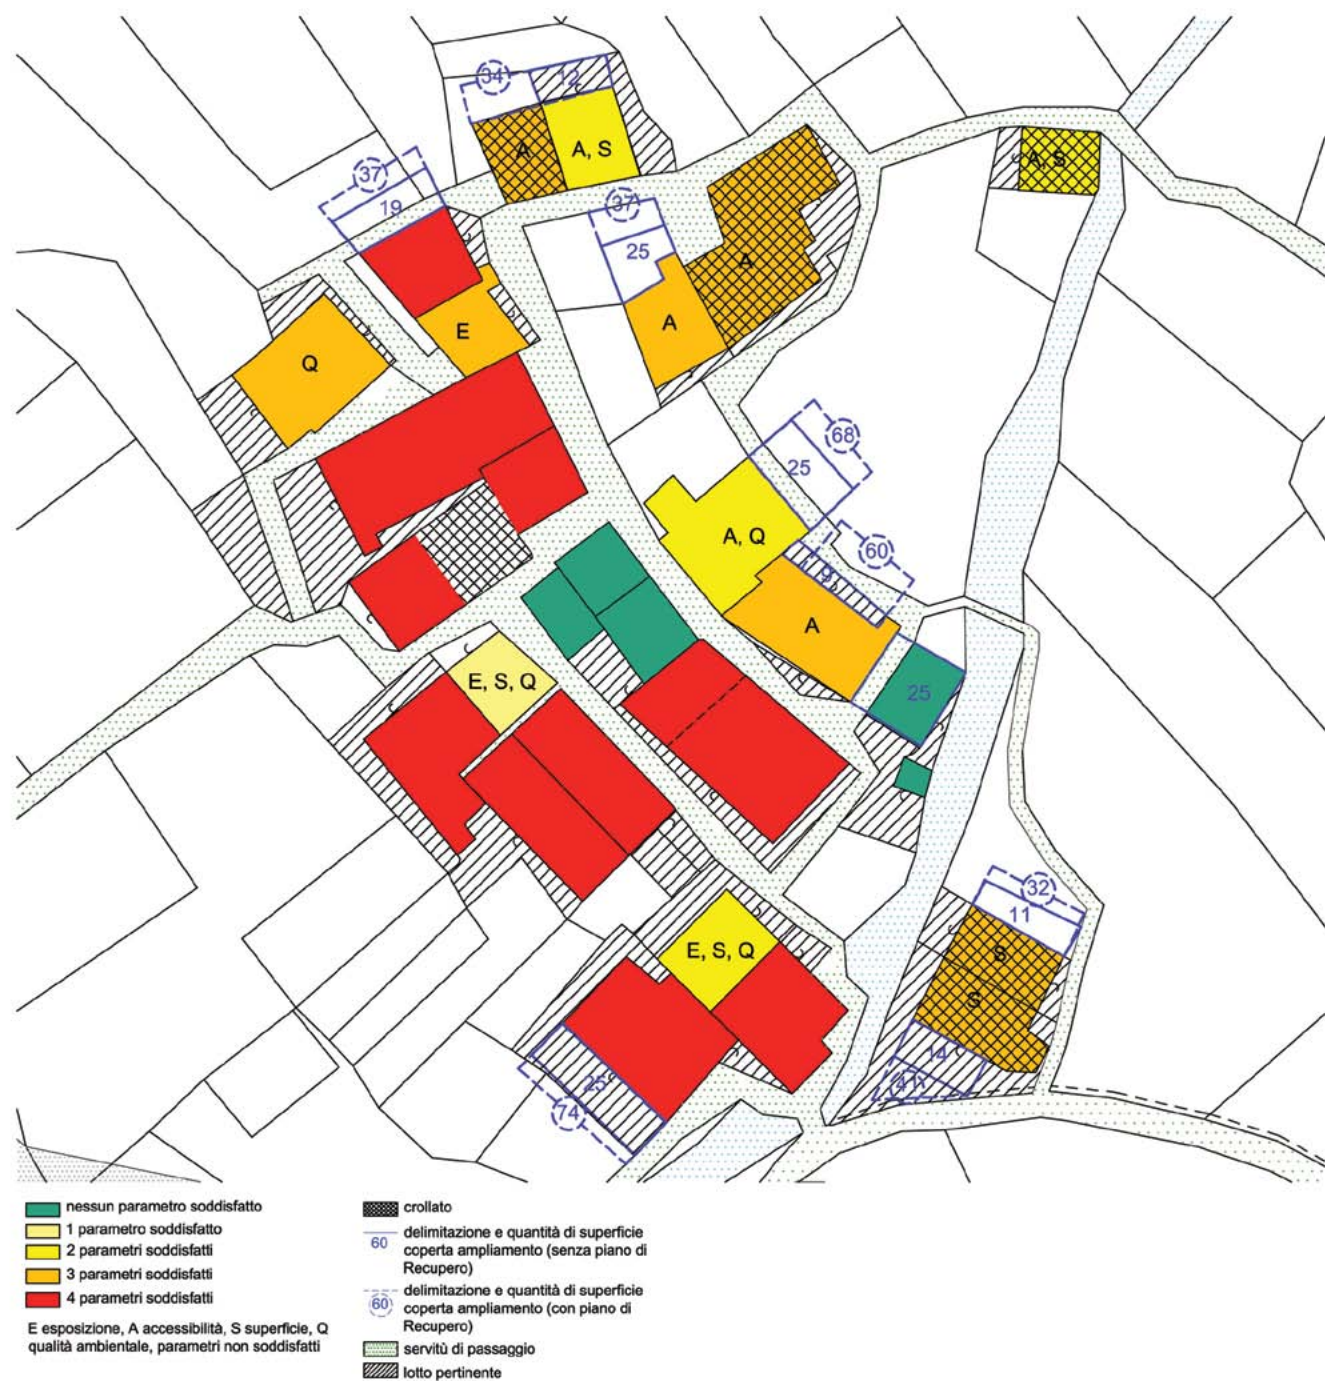 34
12
A
A, S
A, S
37
19
37
25
A
A
E
Q
68
25
A, Q
60
9
A
25
E, S, Q
32
11
S
S
E, S, Q
14
41
25
74
nessun parametro soddisfatto
1 parametro soddisfatto
2 parametri soddisfatti
3 parametri soddisfatti
4 parametri soddisfatti
E esposizione, A accessibilità, S superficie, Q
qualità ambientale, parametri non soddisfatti
crollato
60
delimitazione e quantità di superficie
coperta ampliamento (senza piano di
Recupero)
60
delimitazione e quantità di superficie
coperta ampliamento (con piano di
Recupero)
servitù di passaggio
lotto pertinente